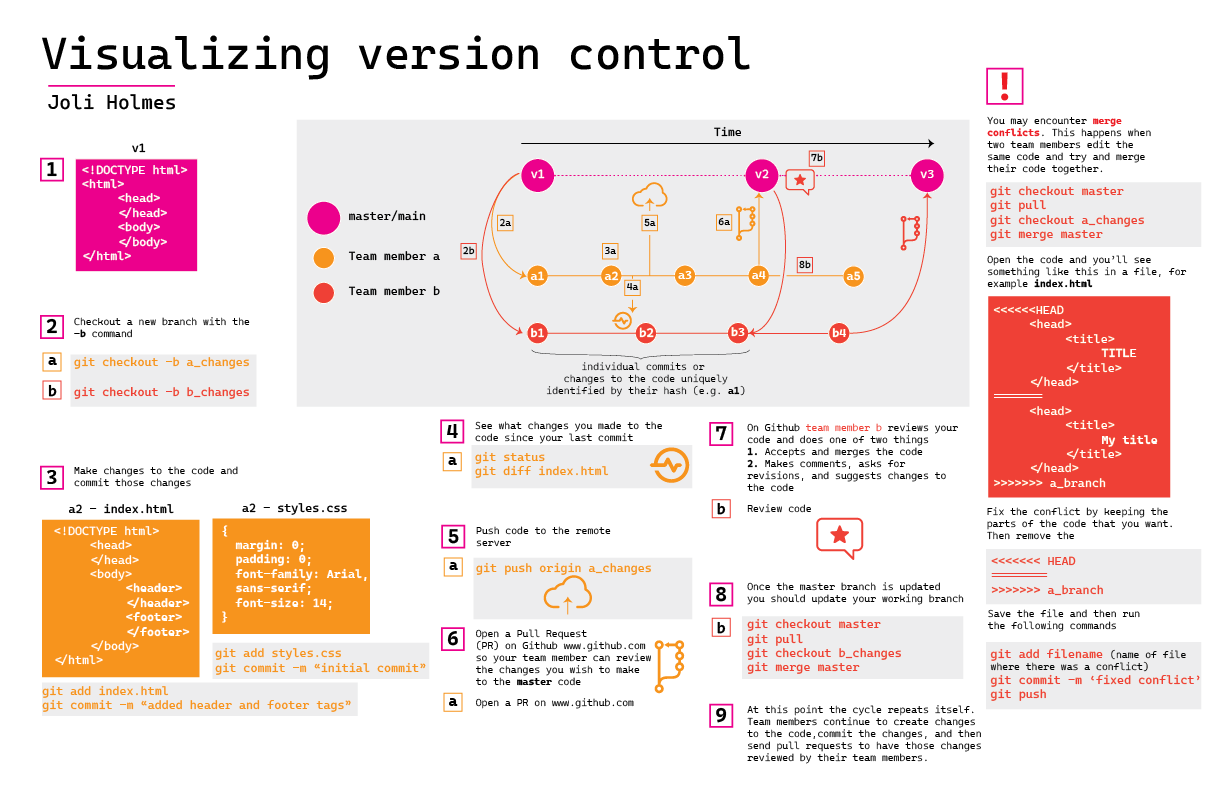 Visualizing version control
Joli Holmes
v1
1
<!DOCTYPE html>
<html>
<head>
</head>
<body>
</body>
</html>
2
Checkout a new branch with the
-b command
a
git checkout -b a_changes
b
git checkout -b b_changes
3
Make changes to the code and
commit those changes
a2 - index.html
<!DOCTYPE html>
<head>
</head>
<body>
<header>
</header>
<footer>
</footer>
</body>
</html>
a2 - styles.css
{
margin: 0;
padding: 0;
font-family: Arial,
sans-serif;
font-size: 14;
}
git add styles.css
git commit -m “initial commit”
git add index.html
git commit -m “added header and footer tags”
Time
master/main
Team member a
Team member b
v1
v2
v3
7b
2a
5a
6a
2b
3a
8b
a1
a2
a3
a4
a5
4a
b1
b2
b3
b4
individual commits or
changes to the code uniquely
identified by their hash (e.g. a1)
4
See what changes you made to the
code since your last commit
a
git status
git diff index.html
5
Push code to the remote
server
a
git push origin a_changes
6
Open a Pull Request
(PR) on Github www.github.com
so your team member can review
the changes you wish to make
to the master code
a
Open a PR on www.github.com
7
On Github team member b reviews your
code and does one of two things
1. Accepts and merges the code
2. Makes comments, asks for
revisions, and suggests changes to
the code
b
Review code
8
Once the master branch is updated
you should update your working branch
b
git checkout master
git pull
git checkout b_changes
git merge master
9
At this point the cycle repeats itself.
Team members continue to create changes
to the code,commit the changes, and then
send pull requests to have those changes
reviewed by their team members.
!
You may encounter merge
conflicts. This happens when
two team members edit the
same code and try and merge
their code together.
git checkout master
git pull
git checkout a_changes
git merge master
Open the code and you’ll see
something like this in a file, for
example index.html
<<<<<<HEAD
<head>
<title>
TITLE
</title>
</head>
=======
<head>
<title>
My title
</title>
</head>
>>>>>>> a_branch
Fix the conflict by keeping the
parts of the code that you want.
Then remove the
<<<<<<< HEAD
=======
>>>>>>> a_branch
Save the file and then run
the following commands
git add filename (name of file
where there was a conflict)
git commit -m ‘fixed conflict’
git push